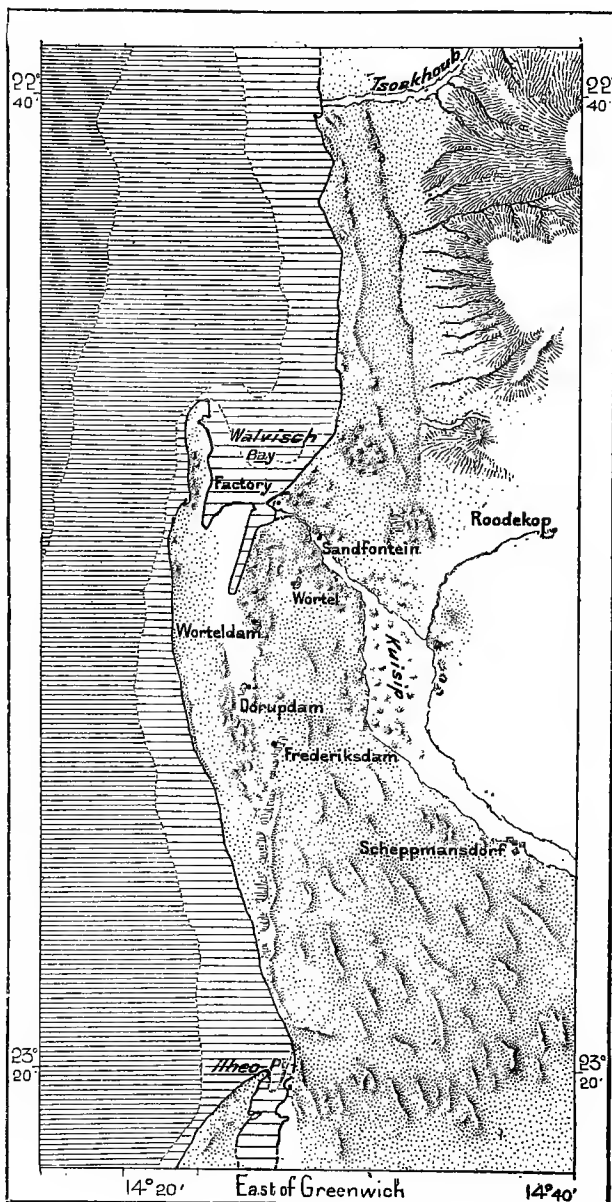 Tsoakhoub
22°
40'
22°
40'
Walvisch
Bay
Factory
Roodekop
Sandfontein
Wortel
Kuisip
Worteldam
Dorupdam
Frederiksdam
Scheppmansdorf
23°
20'
23°
20'
Ilheo Pt
14° 20'
East of Greenwich
14° 40'